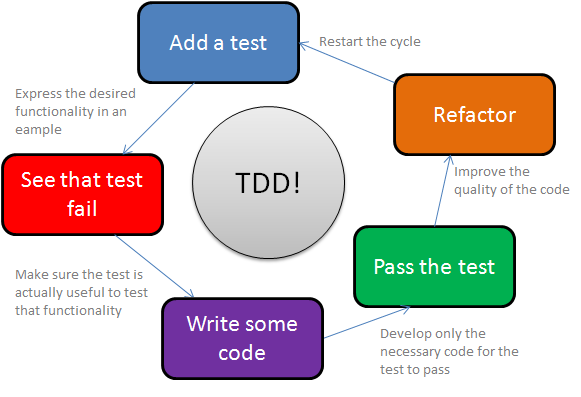 Add a test
Restart the cycle
Express the desired
functionality in an
eample
Refactor
See that test
fail
TDD!
Improve the
quality of the code
Make sure the test is
actually useful to test
that functionality
Pass the test
Write some
code
Develop only the
necessary code for the
test to pass